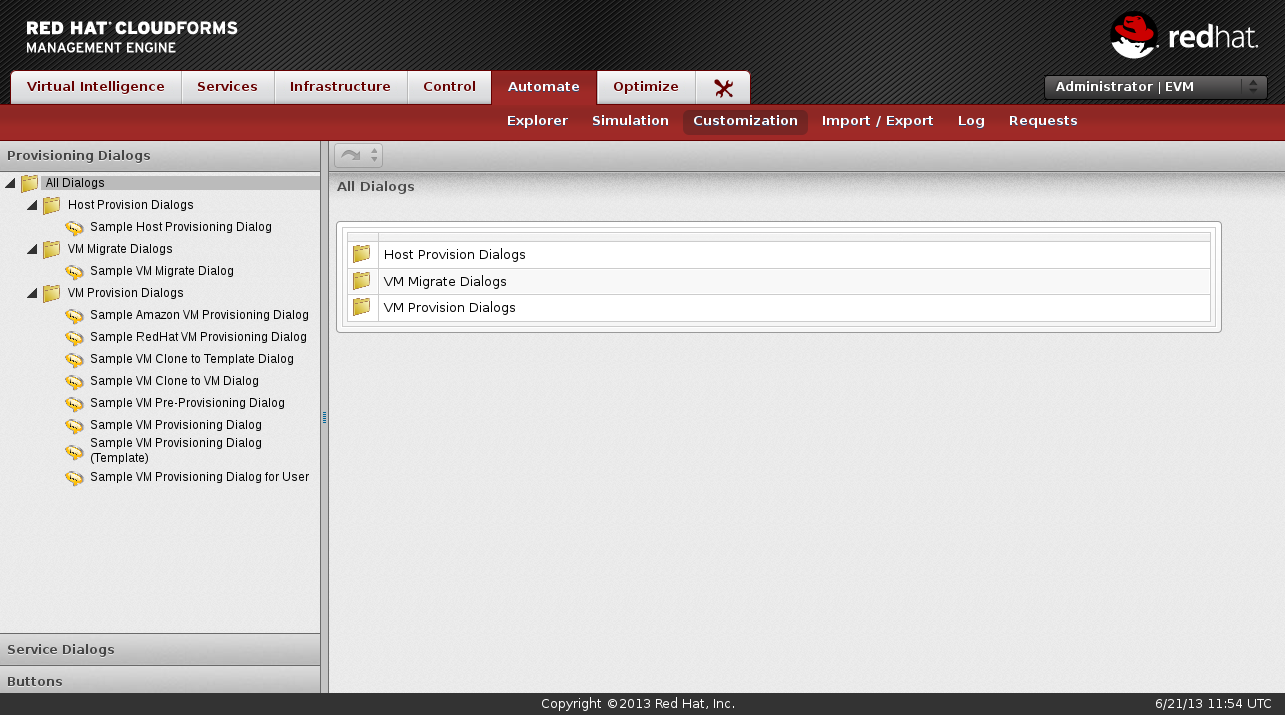 RED HAT CLOUDFORMS
MANAGEMENT ENGINE
redhat.
Virtual Intelligence
Services
Infrastructure
Control
Automate
Optimize
Administrator | EVM
Explorer
Simulation
Customization
Import / Export
Log
Requests
Provisioning Dialogs
All Dialogs
Host Provision Dialogs
Sample Host Provisioning Dialog
VM Migrate Dialogs
Sample VM Migrate Dialog
VM Provision Dialogs
Sample Amazon VM Provisioning Dialog
Sample RedHat VM Provisioning Dialog
Sample VM Clone to Template Dialog
Sample VM Clone to VM Dialog
Sample VM Pre-Provisioning Dialog
Sample VM Provisioning Dialog
Sample VM Provisioning Dialog
(Template)
Sample VM Provisioning Dialog for User
Service Dialogs
Buttons
All Dialogs
Host Provision Dialogs
VM Migrate Dialogs
VM Provision Dialogs
Copyright ©2013 Red Hat, Inc.
6/21/13 11:54 UTC